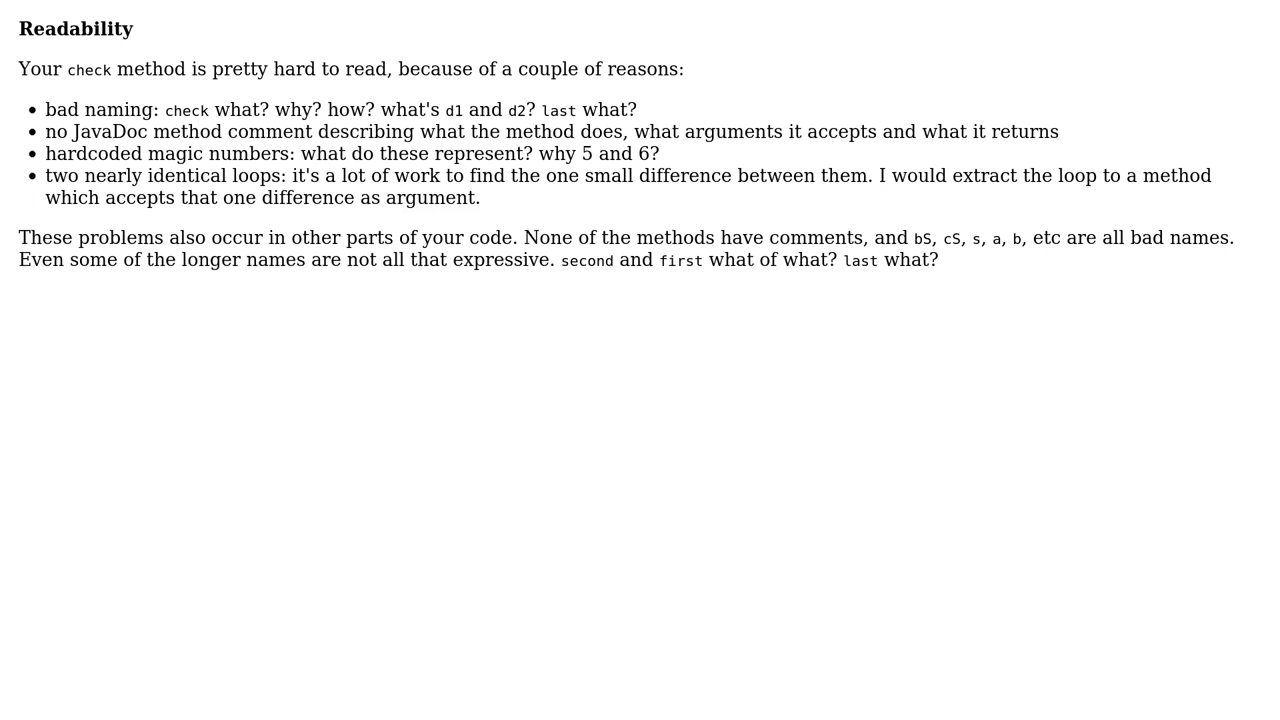 Readability
Your check method is pretty hard to read, because of a couple of reasons:
• bad naming: check what? why? how? what's d1 and d2? last what?
• no JavaDoc method comment describing what the method does, what arguments it accepts and what it returns
• hardcoded magic numbers: what do these represent? why 5 and 6?
• two nearly identical loops: it's a lot of work to find the one small difference between them. I would extract the loop to a method
which accepts that one difference as argument.
These problems also occur in other parts of your code. None of the methods have comments, and bS, cS, s, a, b, etc are all bad names.
Even some of the longer names are not all that expressive. second and first what of what? last what?